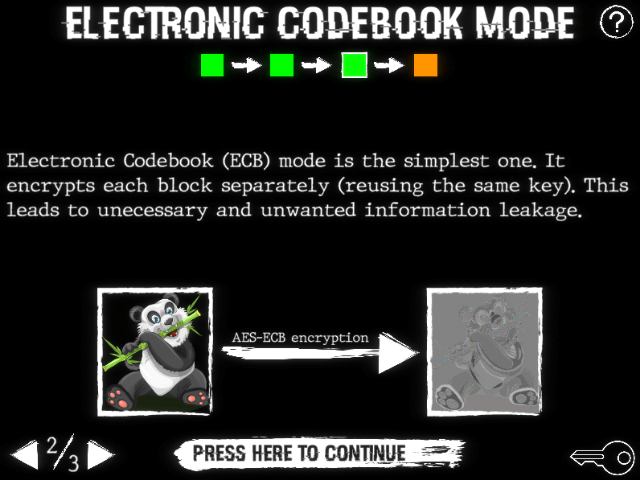 ELECTRONIC CODEBOOK MODE
?
Electronic Codebook (ECB) mode is the simplest one. It
encrypts each block separately (reusing the same key). This
leads to unecessary and unwanted information leakage.
AES-ECB encryption
2/3
PRESS HERE TO CONTINUE